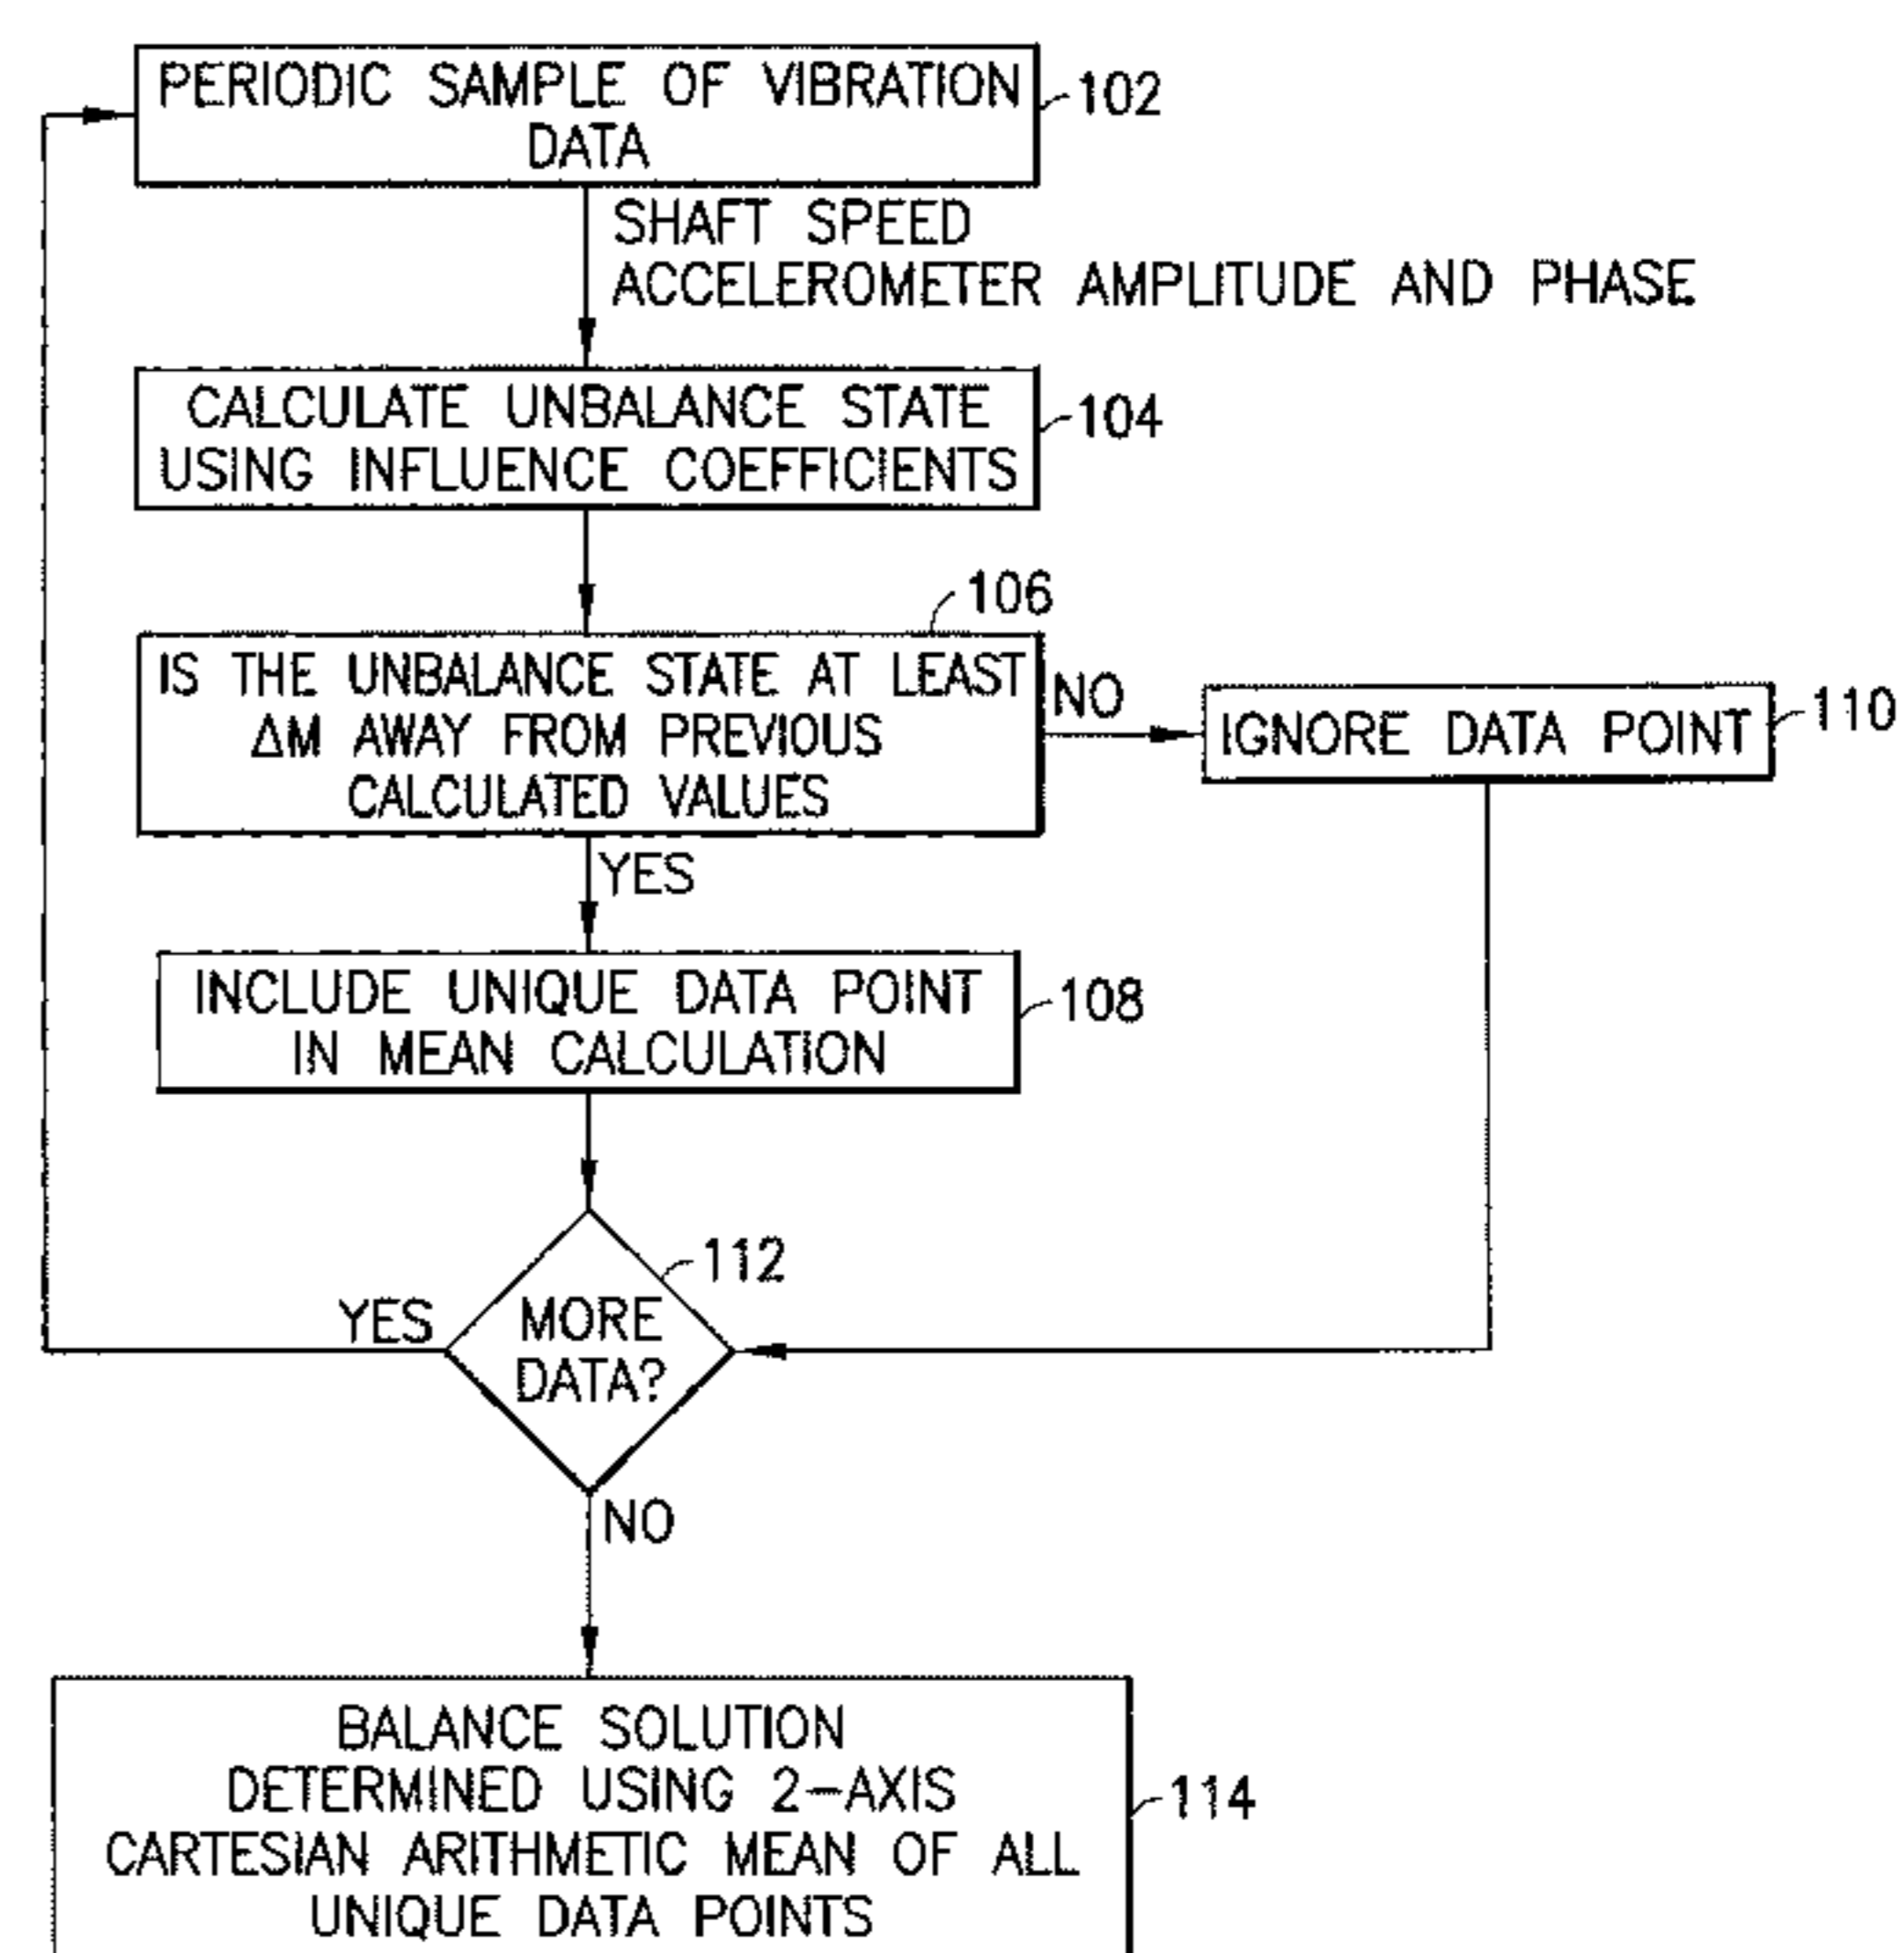 PERIODIC SAMPLE OF VIBRATION
DATA
102
SHAFT SPEED
ACCELEROMETER AMPLITUDE AND PHASE
CALCULATE UNBALANCE STATE
USING INFLUENCE COEFFICIENTS
104
106
IS THE UNBALANCE STATE AT LEAST
ΔM AWAY FROM PREVIOUS
CALCULATED VALUES
NO
IGNORE DATA POINT
110
YES
INCLUDE UNIQUE DATA POINT
IN MEAN CALCULATION
108
112
YES
MORE
DATA?
NO
BALANCE SOLUTION
DETERMINED USING 2-AXIS
CARTESIAN ARITHMETIC MEAN OF ALL
UNIQUE DATA POINTS
114